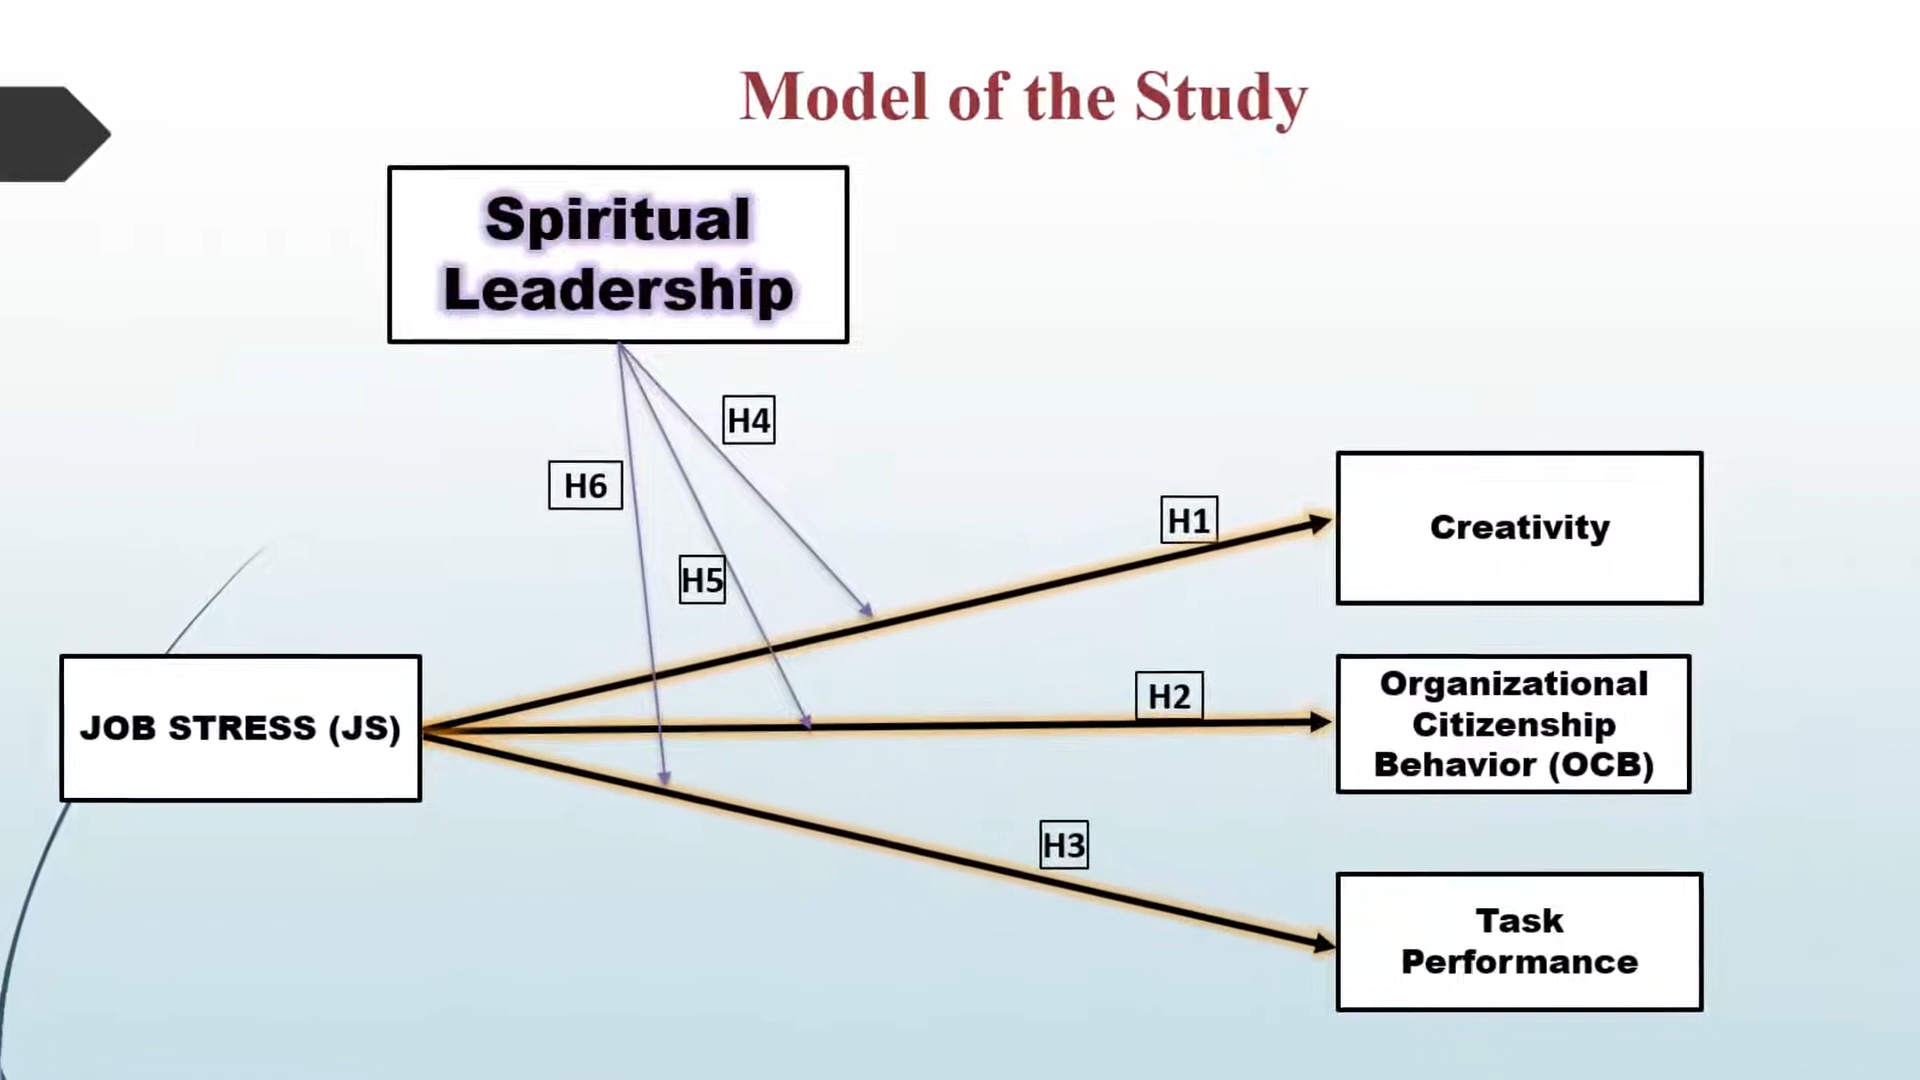 Model of the Study
Spiritual
Leadership
H4
H6
H5
H1
Creativity
JOB STRESS (JS)
H2
Organizational
Citizenship
Behavior (OCB)
H3
Task
Performance